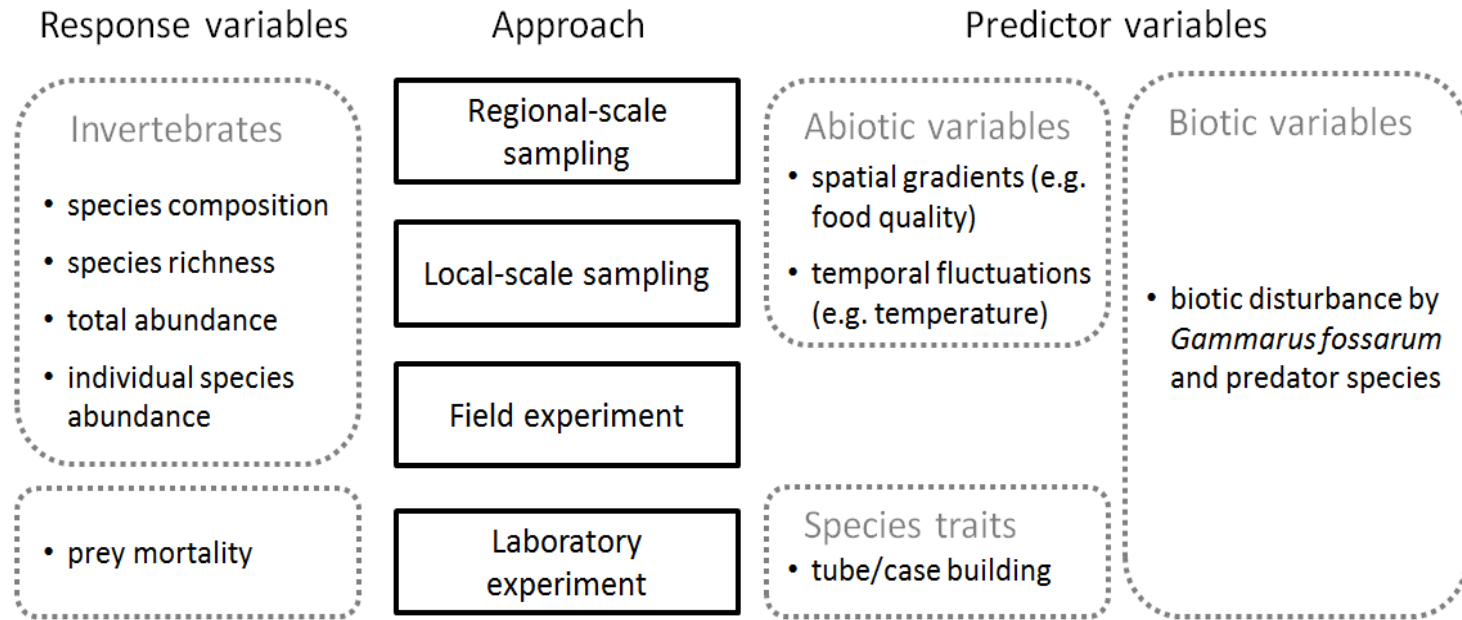 Response variables
Approach
Predictor variables
Invertebrates
• species composition
• species richness
• total abundance
• individual species
abundance
• prey mortality
Regional-scale
sampling
Local-scale sampling
Field experiment
Laboratory
experiment
Abiotic variables
• spatial gradients (e.g.
food quality)
• temporal fluctuations
(e.g. temperature)
Species traits
• tube/case building
Biotic variables
• biotic disturbance by
Gammarus fossarum
and predator species